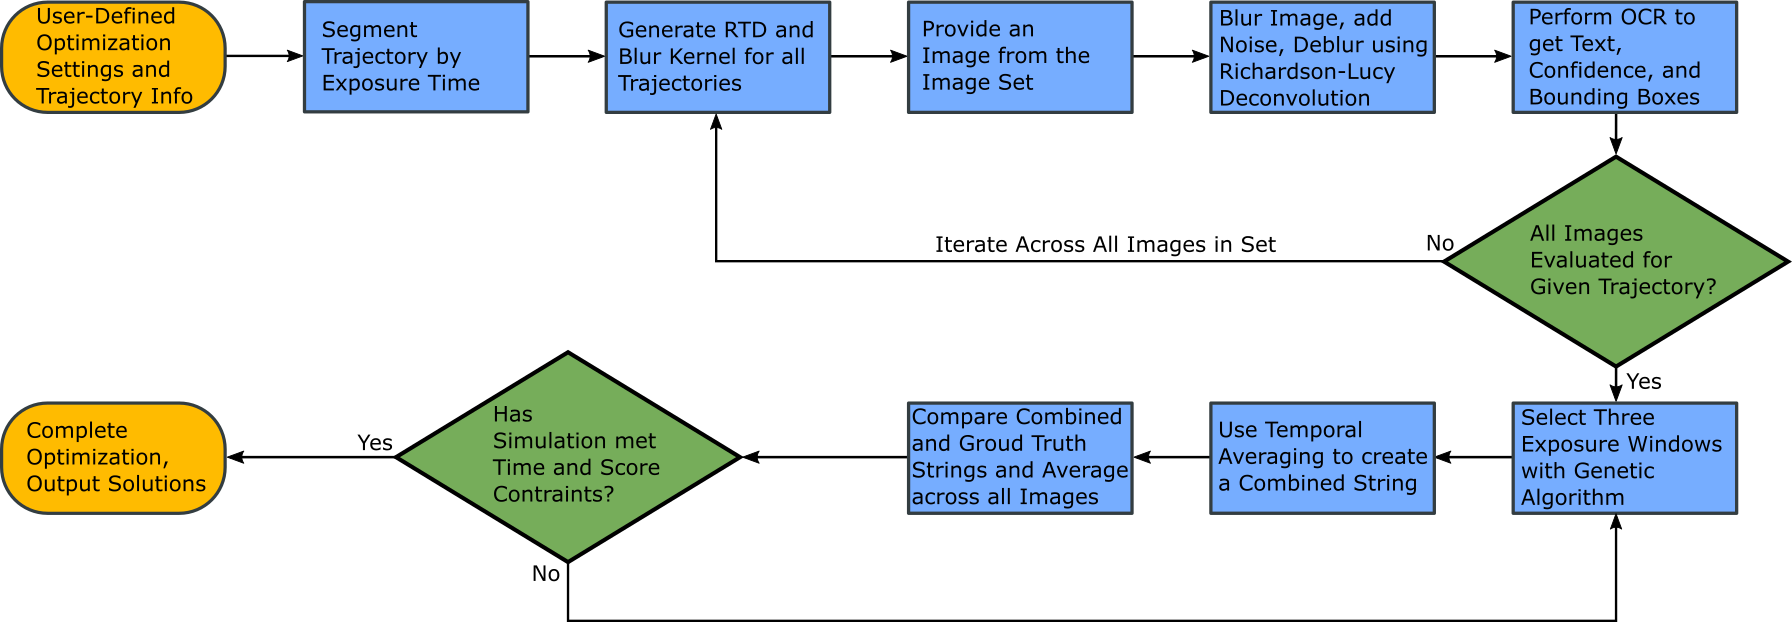 User-Defined
Optimization
Settings and
Trajectory Info
Segment
Trajectory by
Exposure Time
Generate RTD and
Blur Kernel for all
Trajectories
Provide an
Image from the
Image Set
Blur Image, add
Noise, Deblur using
Richardson-Lucy
Deconvolution
Perform OCR to
get Text,
Confidence, and
Bounding Boxes
All Images
Evaluated for
Given Trajectory?
No
Iterate Across All Images in Set
Yes
Select Three
Exposure Windows
with Genetic
Algorithm
Use Temporal
Averaging to create
a Combined String
Compare Combined
and Groud Truth
Strings and Average
across all Images
Has
Simulation met
Time and Score
Contraints?
No
Yes
Complete
Optimization,
Output Solutions